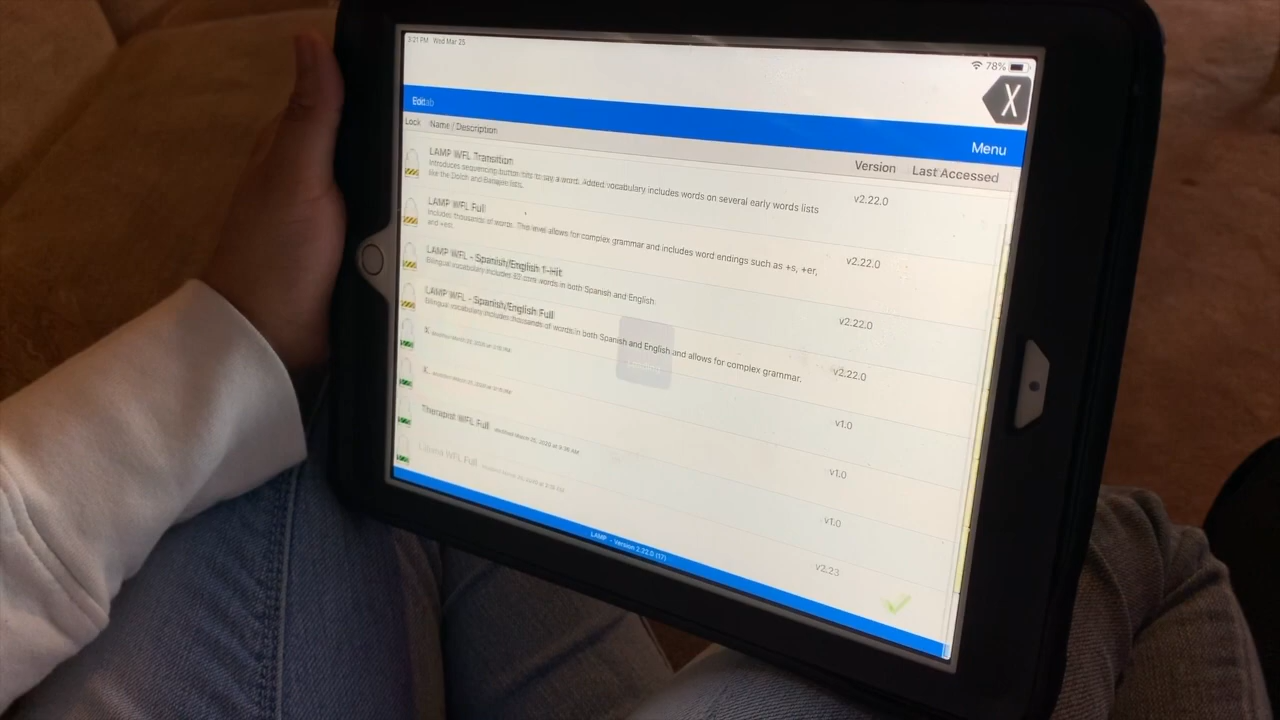 3:21 PM Wed Mar 25
78%
X
Edit
Menu
Lock Name / Description Version Last Accessed
LAMP WFL Transition v2.22.0
Introduces sequencing button hits to say a word. Added vocabulary includes words on several early words lists
like the Dolch and Banajee lists.
LAMP WFL Full v2.22.0
Includes thousands of words. This level allows for complex grammar and includes word endings such as +s, +er,
and +est.
LAMP WFL - Spanish/English 1-Hit v2.22.0
Bilingual vocabulary includes 83 core words in both Spanish and English.
LAMP WFL - Spanish/English Full v2.22.0
Bilingual vocabulary includes thousands of words in both Spanish and English and allows for complex grammar.
v1.0
v1.0
Therapist WFL Full v1.0
WFL Full v2.23
LAMP - Version 2.22.0 (17)